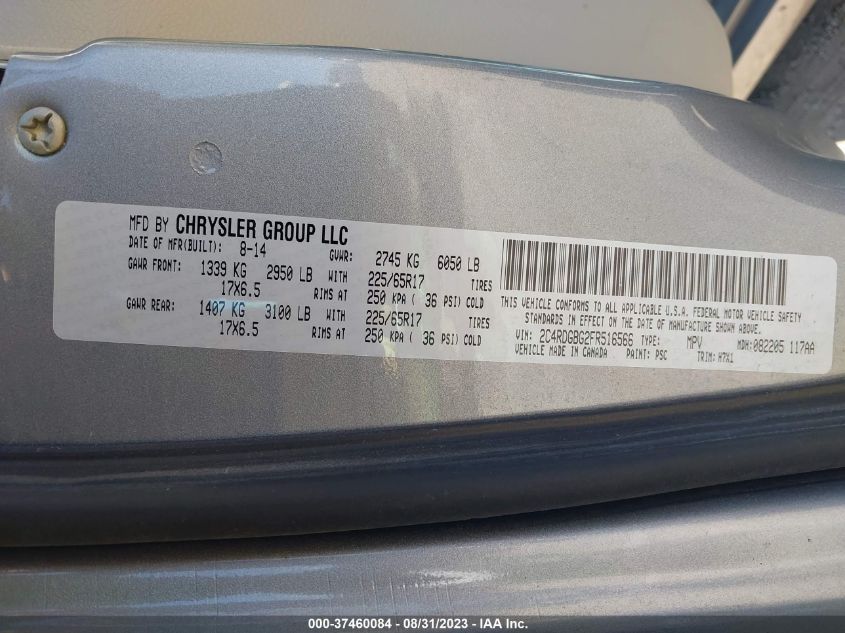 MFD BY CHRYSLER GROUP LLC
DATE OF MFR(BUILT): 8-14 GVWR: 2745 KG 6050 LB
GAWR FRONT: 1339 KG 2950 LB WITH 225/65R17 TIRES
17X6.5 RIMS AT 250 KPA ( 36 PSI) COLD
GAWR REAR: 1407 KG 3100 LB WITH 225/65R17 TIRES
17X6.5 RIMS AT 250 KPA ( 36 PSI) COLD
THIS VEHICLE CONFORMS TO ALL APPLICABLE U.S.A. FEDERAL MOTOR VEHICLE SAFETY
STANDARDS IN EFFECT ON THE DATE OF MANUFACTURE SHOWN ABOVE.
VIN: 2C4RDGBG2FR516566 TYPE: MPV MDH:082205 117AA
VEHICLE MADE IN CANADA PAINT: PSC TRIM: H7X1
000-37460084 - 08/31/2023 - IAA Inc.